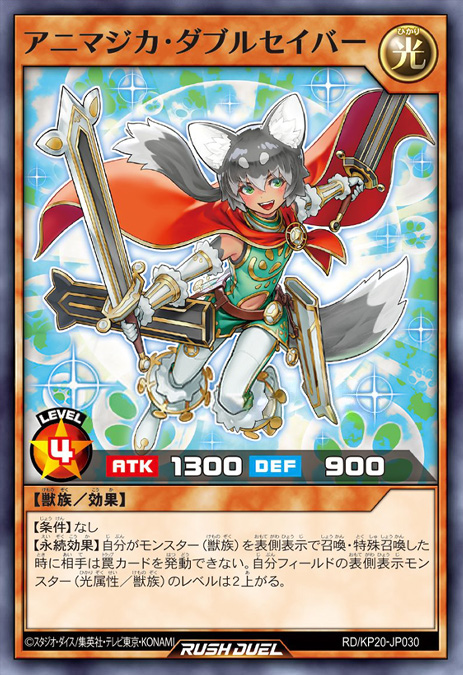 アニマジカ・ダブルセイバー
ひかり
光
LEVEL
4
ATK 1300 DEF 900
【獣族／効果】
【条件】なし
【永続効果】自分がモンスター（獣族）を表側表示で召喚・特殊召喚した
時に相手は罠カードを発動できない。自分フィールドの表側表示モン
スター（光属性／獣族）のレベルは2上がる。
©スタジオ・ダイス/集英社・テレビ東京・KONAMI
RUSH DUEL
RD/KP20-JP030